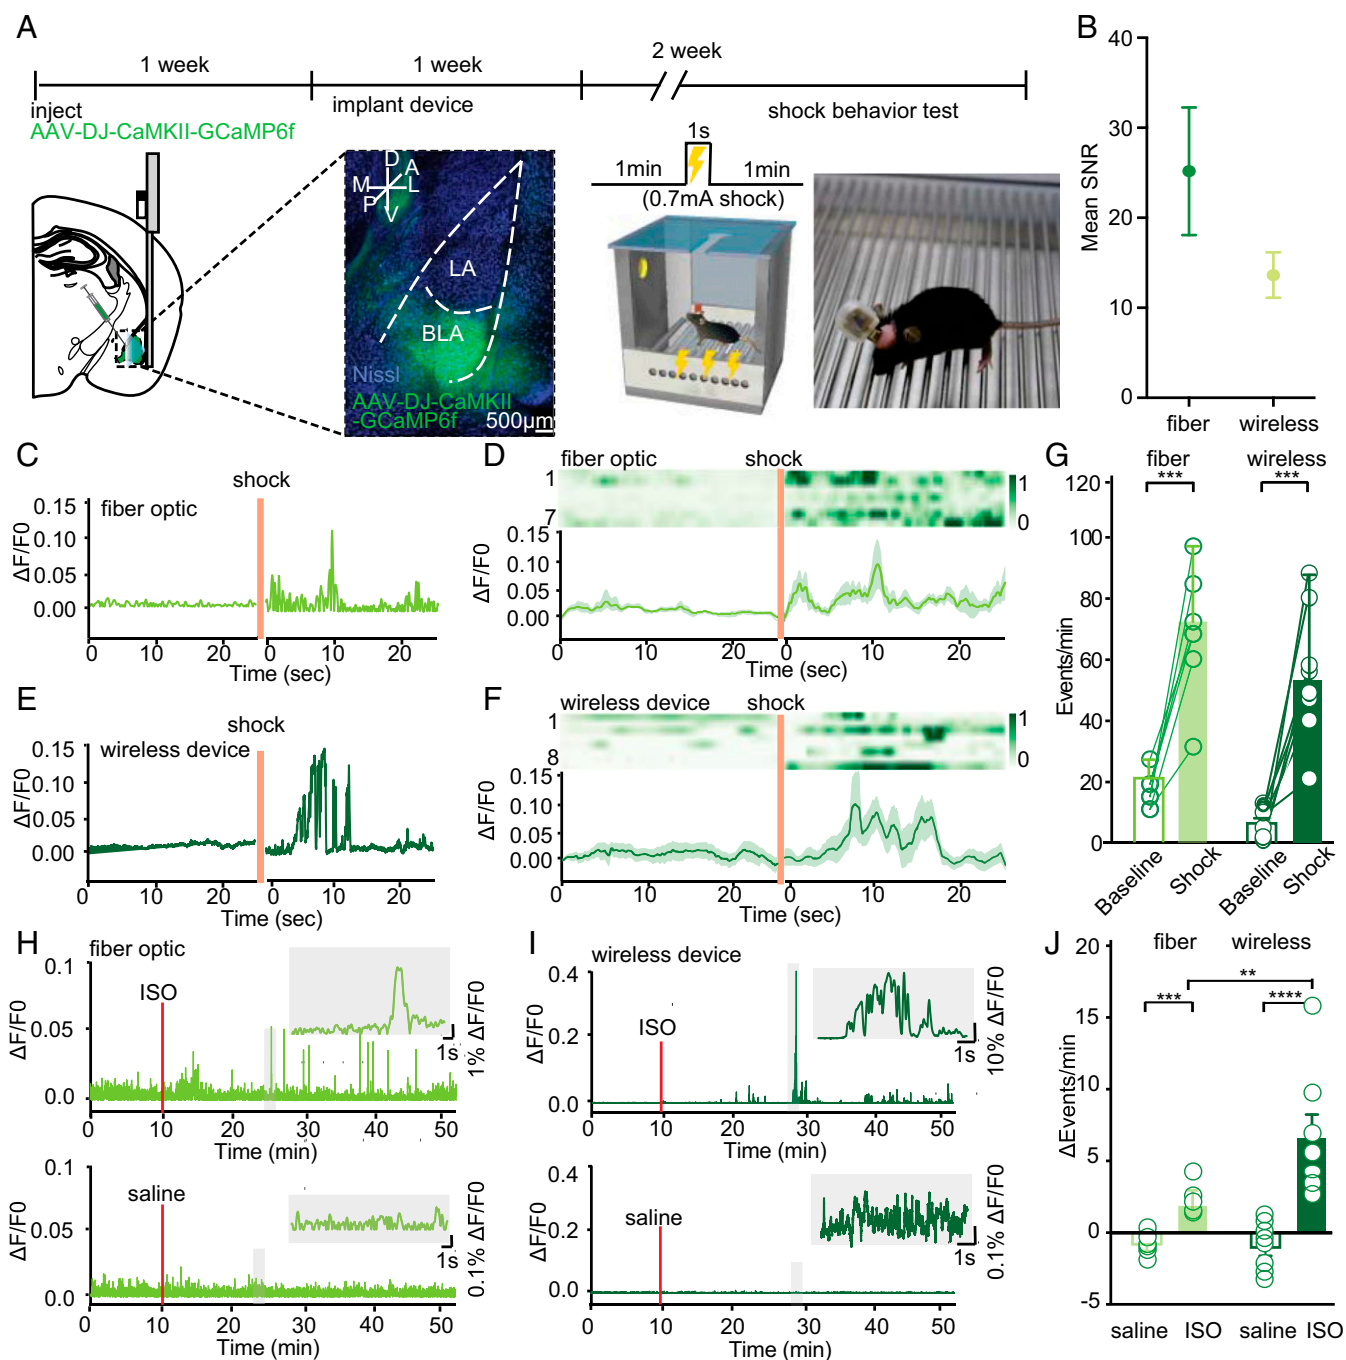 A
1 week
1 week
2 week
inject
implant device
shock behavior test
AAV-DJ-CaMKII-GCaMP6f
D
A
M
L
P
V
LA
BLA
Nissl
AAV-DJ-CaMKII
-GCaMP6f
500µm
1s
1min
1min
(0.7mA shock)
B
Mean SNR
40
30
20
10
0
fiber
wireless
C
shock
fiber optic
ΔF/F0
0.15
0.10
0.05
0.00
0
10
20
0
10
20
Time (sec)
D
fiber optic
shock
1
7
1
0
ΔF/F0
0.15
0.10
0.05
0.00
0
10
20
0
10
20
Time (sec)
E
shock
wireless device
ΔF/F0
0.15
0.10
0.05
0.00
0
10
20
0
10
20
Time (sec)
F
wireless device
shock
1
8
1
0
ΔF/F0
0.15
0.10
0.05
0.00
0
10
20
0
10
20
Time (sec)
G
fiber
wireless
***
***
Events/min
120
100
80
60
40
20
0
Baseline
Shock
Baseline
Shock
H
fiber optic
ISO
ΔF/F0
0.1
0.05
0.0
1s
1% ΔF/F0
0
10
20
30
40
50
Time (min)
saline
ΔF/F0
0.1
0.05
0.0
1s
0.1% ΔF/F0
0
10
20
30
40
50
Time (min)
I
wireless device
ISO
ΔF/F0
0.4
0.2
0.0
1s
10% ΔF/F0
0
10
20
30
40
50
Time (min)
saline
ΔF/F0
0.4
0.2
0.0
1s
0.1% ΔF/F0
0
10
20
30
40
50
Time (min)
J
fiber
wireless
**
***
****
ΔEvents/min
20
15
10
5
0
-5
saline
ISO
saline
ISO